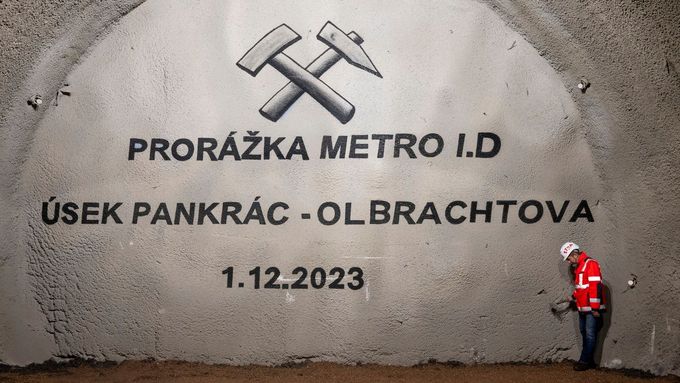 PRORÁŽKA METRO I.D
ÚSEK PANKRÁC - OLBRACHTOVA
1.12.2023